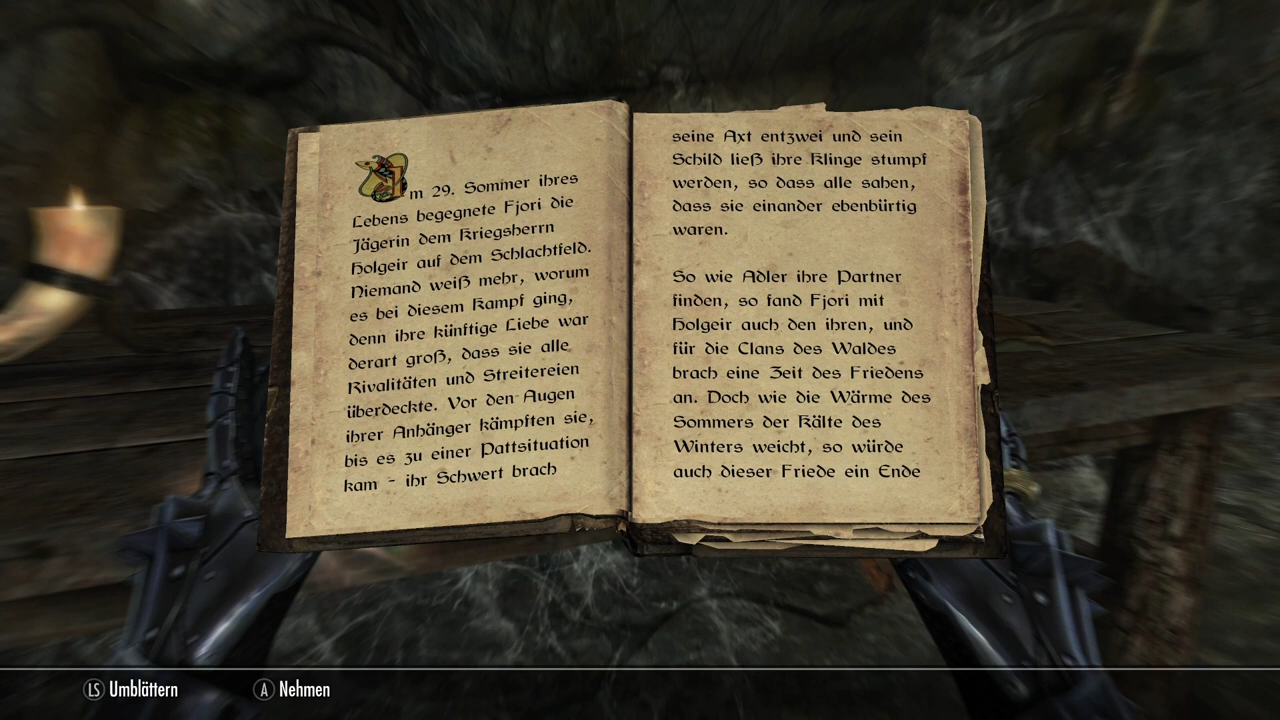 Im 29. Sommer ihres
Lebens begegnete Fjori die
Jägerin dem Kriegsherrn
Holgeir auf dem Schlachtfeld.
Niemand weiß mehr, worum
es bei diesem Kampf ging,
denn ihre künftige Liebe war
derart groß, dass sie alle
Rivalitäten und Streitereien
überdeckte. Vor den Augen
ihrer Anhänger kämpften sie,
bis es zu einer Pattsituation
kam - ihr Schwert brach
seine Axt entzwei und sein
Schild ließ ihre Klinge stumpf
werden, so dass alle sahen,
dass sie einander ebenbürtig
waren.
So wie Adler ihre Partner
finden, so fand Fjori mit
Holgeir auch den ihren, und
für die Clans des Waldes
brach eine Zeit des Friedens
an. Doch wie die Wärme des
Sommers der Kälte des
Winters weicht, so würde
auch dieser Friede ein Ende
LS Umblättern A Nehmen